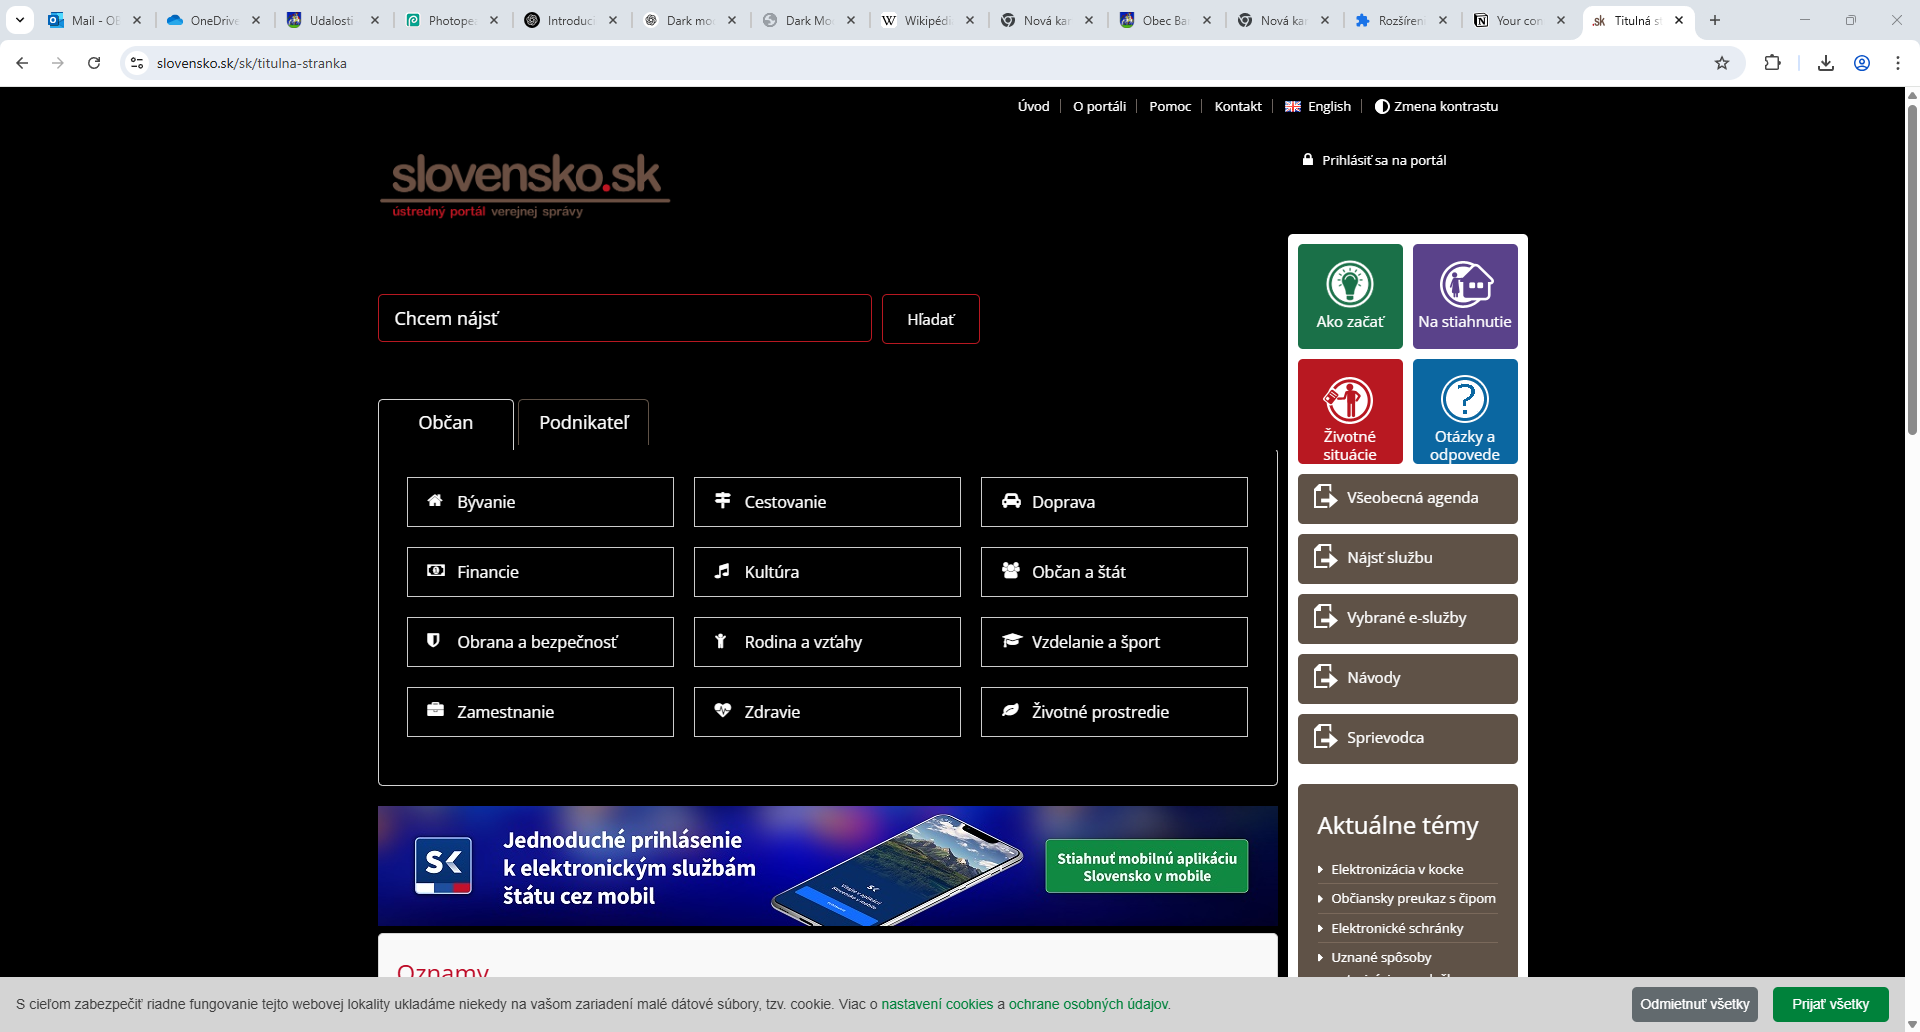 Mail - OB
OneDrive
Udalosti
Photopea
Introduci
Dark mo
Dark Mo
Wikipédi
Nová kar
Obec Ba
Nová kar
Rozšíreni
Your con
Titulná s
slovensko.sk/sk/titulna-stranka
Úvod
O portáli
Pomoc
Kontakt
English
Zmena kontrastu
slovensko.sk
ústredný portál verejnej správy
Prihlásiť sa na portál
Chcem nájsť
Hľadať
Občan
Podnikateľ
Bývanie
Cestovanie
Doprava
Financie
Kultúra
Občan a štát
Obrana a bezpečnosť
Rodina a vzťahy
Vzdelanie a šport
Zamestnanie
Zdravie
Životné prostredie
Ako začať
Na stiahnutie
Životné
situácie
Otázky a
odpovede
Všeobecná agenda
Nájsť službu
Vybrané e-služby
Návody
Sprievodca
Aktuálne témy
Elektronizácia v kocke
Občiansky preukaz s čipom
Elektronické schránky
Uznané spôsoby
SK
Jednoduché prihlásenie
k elektronickým službám
štátu cez mobil
Stiahnuť mobilnú aplikáciu
Slovensko v mobile
Oznamy
S cieľom zabezpečiť riadne fungovanie tejto webovej lokality ukladáme niekedy na vašom zariadení malé dátové súbory, tzv. cookie. Viac o nastavení cookies a ochrane osobných údajov.
Odmietnuť všetky
Prijať všetky